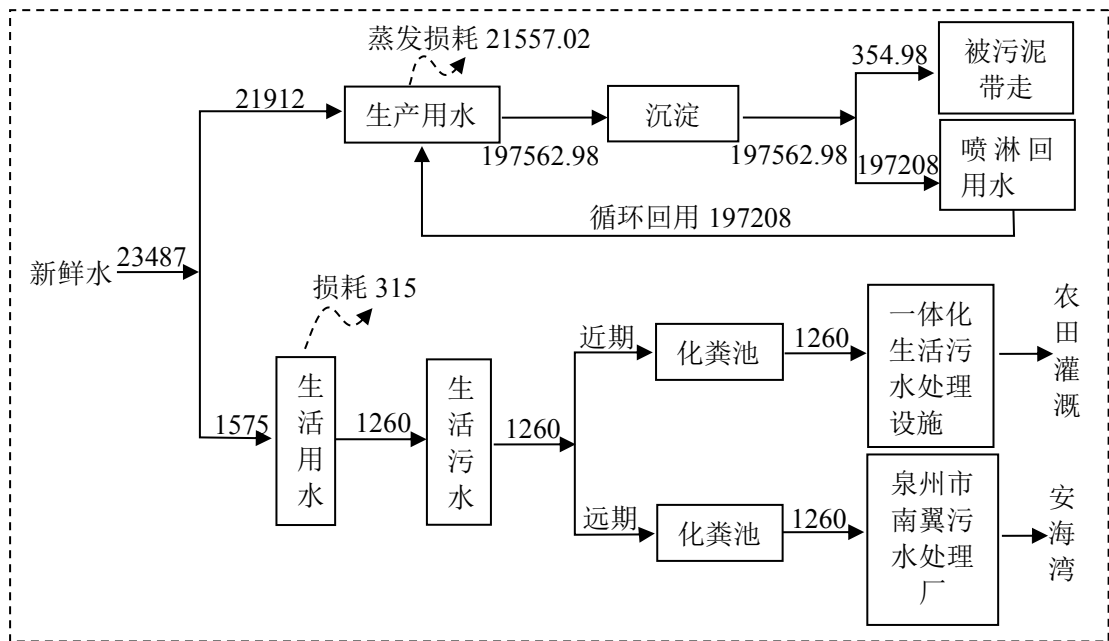 蒸发损耗 21557.02
354.98
被污泥
带走
21912
生产用水
沉淀
197562.98
197562.98
197208
喷淋回
用水
循环回用 197208
新鲜水
23487
损耗 315
近期
化粪池
1260
一体化
生活污
水处理
设施
农
田
灌
溉
1575
生
活
用
水
1260
生
活
污
水
1260
远期
化粪池
1260
泉州市
南翼污
水处理
厂
安
海
湾